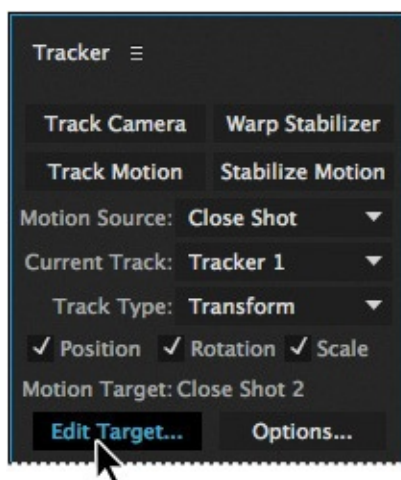 Tracker
Track Camera Warp Stabilizer
Track Motion Stabilize Motion
Motion Source: Close Shot
Current Track: Tracker 1
Track Type: Transform
Position Rotation Scale
Motion Target: Close Shot 2
Edit Target... Options...